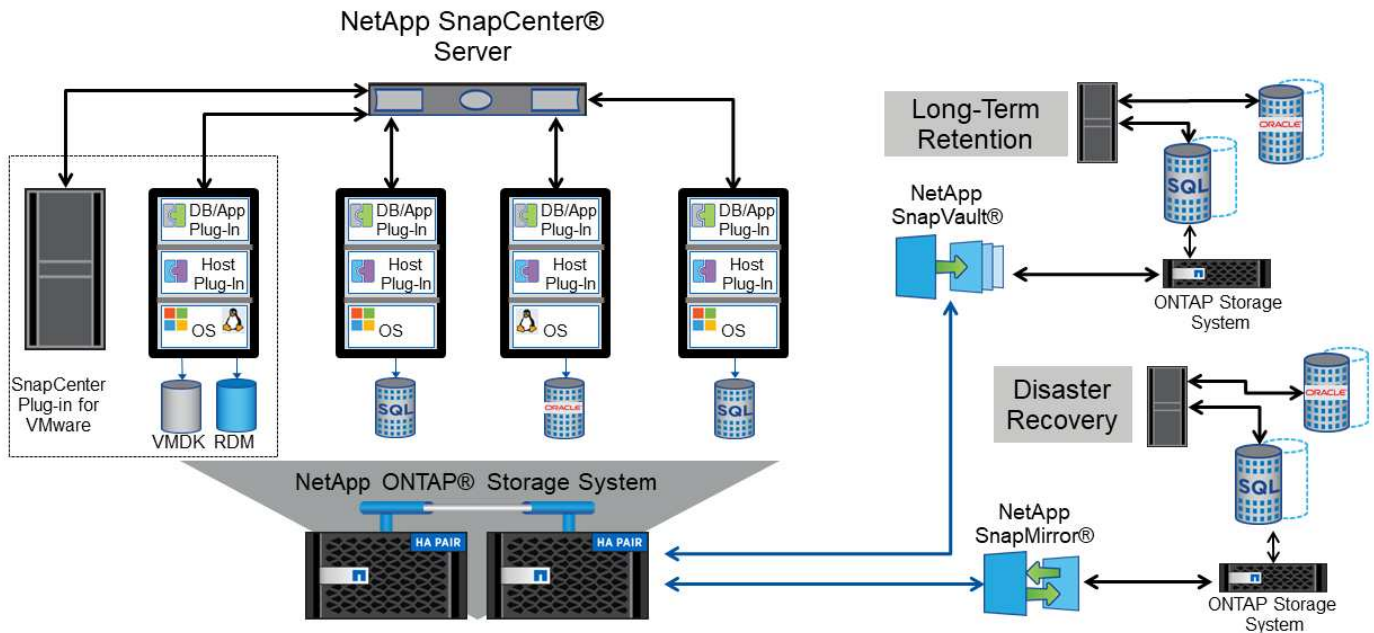 NetApp SnapCenter®
Server
DB/App
Plug-In
Host
Plug-In
OS
DB/App
Plug-In
Host
Plug-In
OS
DB/App
Plug-In
Host
Plug-In
OS
DB/App
Plug-In
Host
Plug-In
OS
SnapCenter
Plug-in for
VMware
VMDK
RDM
SQL
ORACLE
SQL
NetApp ONTAP® Storage System
HA PAIR
HA PAIR
Long-Term
Retention
ORACLE
SQL
NetApp
SnapVault®
ONTAP Storage
System
Disaster
Recovery
ORACLE
SQL
NetApp
SnapMirror®
ONTAP Storage
System